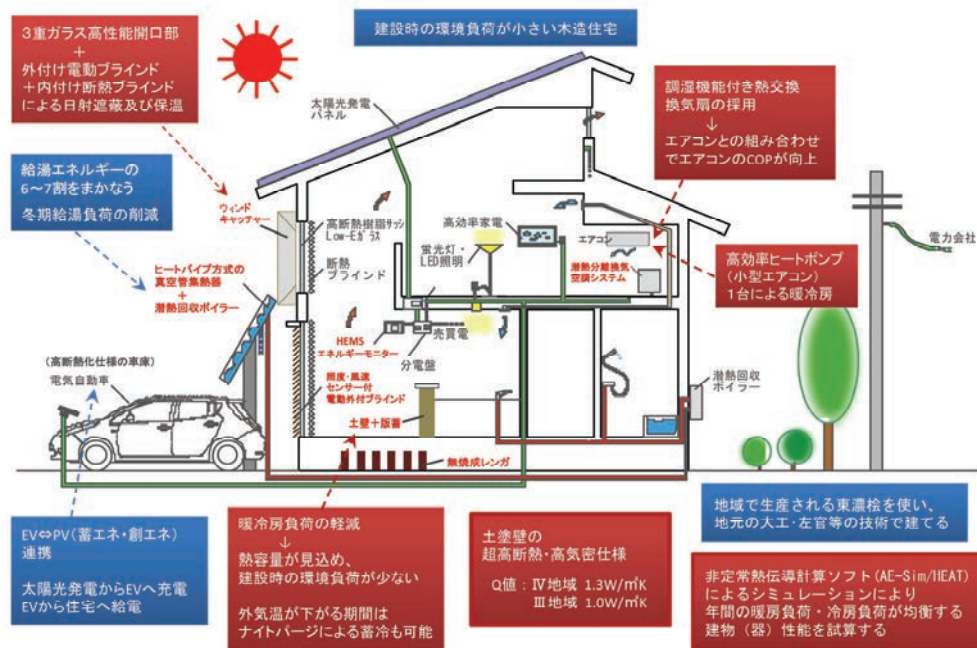 3重ガラス高性能開口部
+
外付け電動ブラインド
+内付け断熱ブラインド
による日射遮蔽及び保温
建設時の環境負荷が小さい木造住宅
太陽光発電
パネル
調湿機能付き熱交換
換気扇の採用
↓
エアコンとの組み合わせ
でエアコンのCOPが向上
給湯エネルギーの
6～7割をまかなう
冬期給湯負荷の削減
ウィンド
キャッチャー
高断熱樹脂サッシ
Low-Eガラス
断熱
ブラインド
高効率家電
蛍光灯・
LED照明
エアコン
潜熱分離換気
空調システム
電力会社
高効率ヒートポンプ
（小型エアコン）
1台による暖冷房
ヒートパイプ方式の
真空管集熱器
+
潜熱回収ボイラー
HEMS
エネルギーモニター
売買電
分電盤
（高断熱化仕様の車庫）
電気自動車
照度・風速
センサー付
電動外付ブラインド
土壁+版蓄
潜熱回収
ボイラー
無焼成レンガ
EV⇔PV（蓄エネ・創エネ）
連携
太陽光発電からEVへ充電
EVから住宅へ給電
暖冷房負荷の軽減
↓
熱容量が見込め、
建設時の環境負荷が少ない
外気温が下がる期間は
ナイトパージによる蓄冷も可能
土塗壁の
超高断熱・高気密仕様
Q値：Ⅳ地域 1.3W/㎡K
Ⅲ地域 1.0W/㎡K
地域で生産される東濃桧を使い、
地元の大工・左官等の技術で建てる
非定常熱伝導計算ソフト(AE-Sim/HEAT)
によるシミュレーションにより
年間の暖房負荷・冷房負荷が均衡する
建物（器）性能を試算する